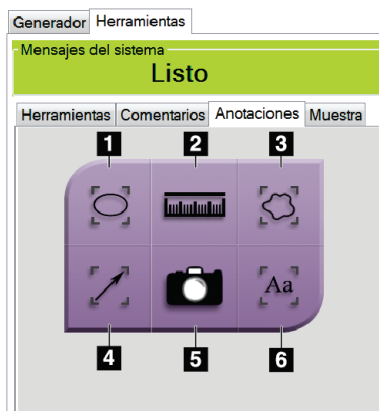 Generador Herramientas
Mensajes del sistema
Listo
Herramientas Comentarios Anotaciones Muestra
1 2 3
Aa
4 5 6